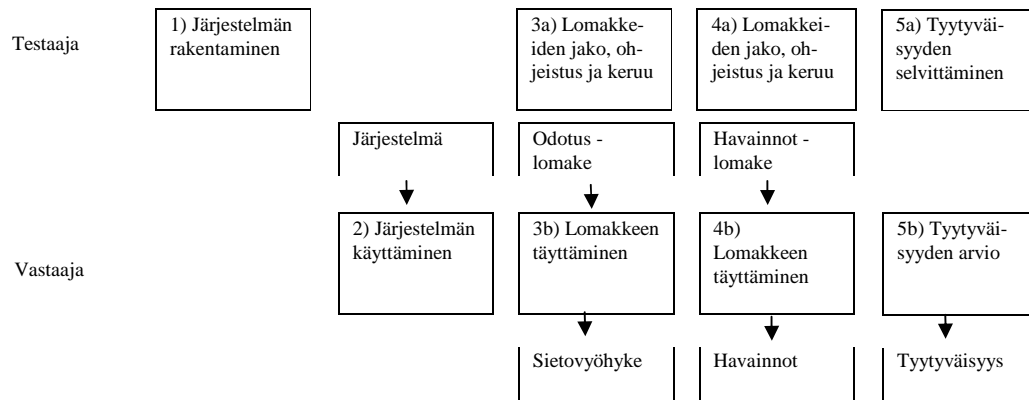 Testaaja
1) Järjestelmän
rakentaminen
3a) Lomakke-
iden jako, oh-
jeistus ja keruu
4a) Lomakkei-
den jako, oh-
jeistus ja keruu
5a) Tyytyväi-
syyden
selvittäminen
Järjestelmä
Odotus -
lomake
Havainnot -
lomake
Vastaaja
2) Järjestelmän
käyttäminen
3b) Lomakkeen
täyttäminen
4b)
Lomakkeen
täyttäminen
5b) Tyytyväi-
syyden arvio
Sietovyöhyke
Havainnot
Tyytyväisyys